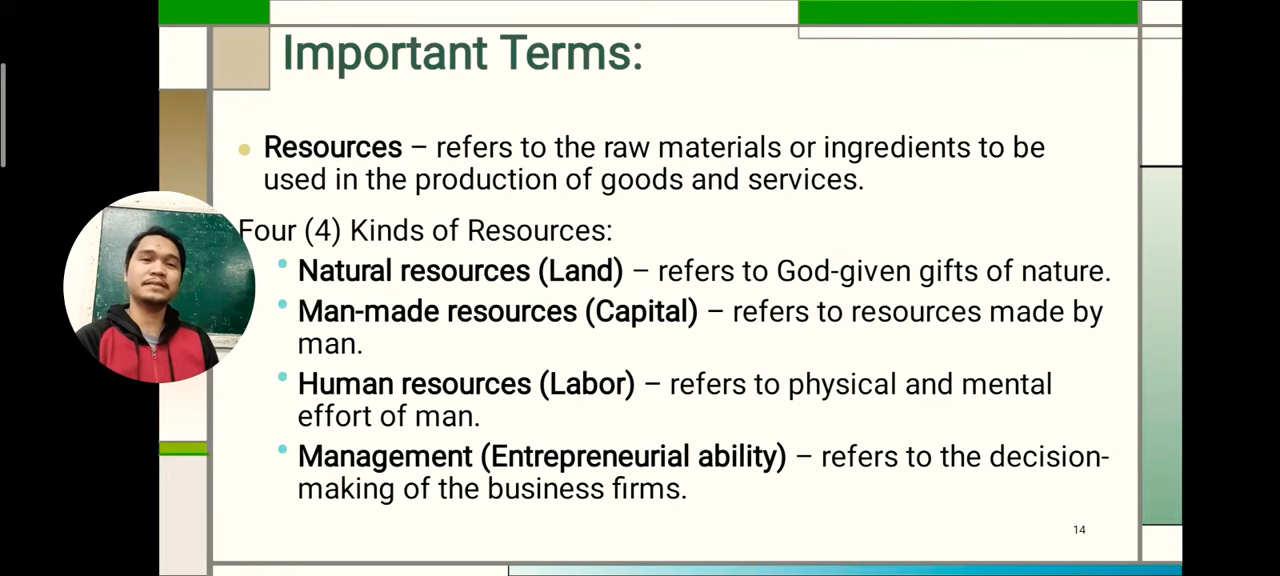 Important Terms:
Resources – refers to the raw materials or ingredients to be
used in the production of goods and services.
Four (4) Kinds of Resources:
Natural resources (Land) – refers to God-given gifts of nature.
Man-made resources (Capital) – refers to resources made by
man.
Human resources (Labor) – refers to physical and mental
effort of man.
Management (Entrepreneurial ability) – refers to the decision-
making of the business firms.
14